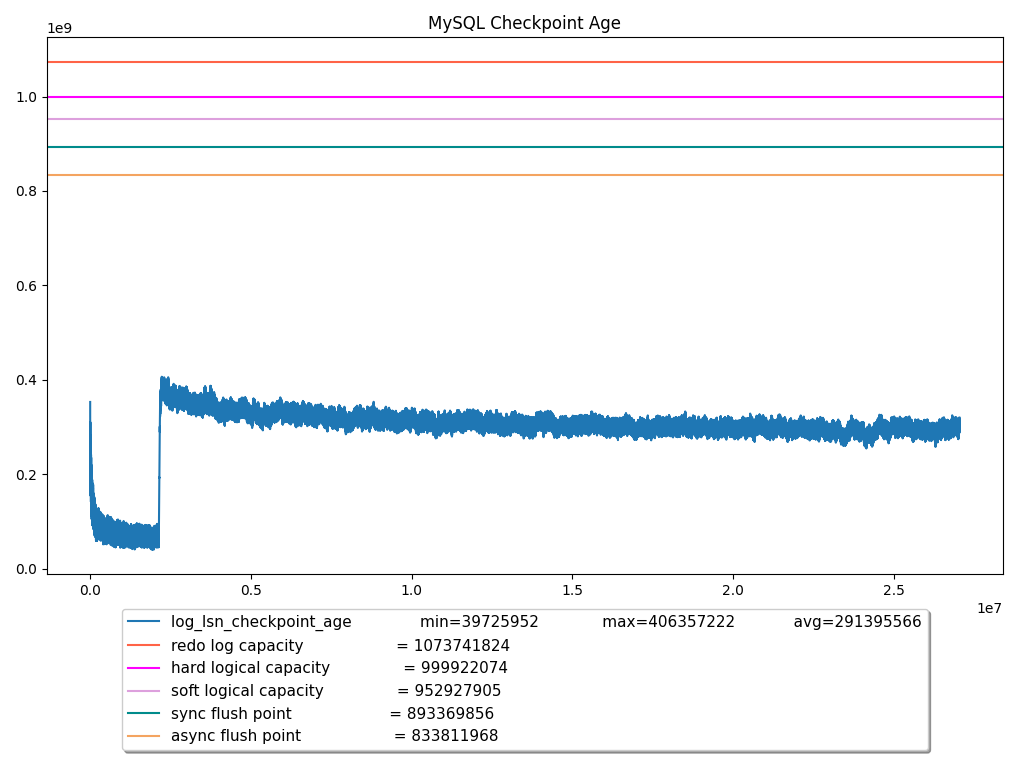 MySQL Checkpoint Age
1e9
1.0
0.8
0.6
0.4
0.2
0.0
0.0 0.5 1.0 1.5 2.0 2.5
1e7
log_lsn_checkpoint_age min=39725952 max=406357222 avg=291395566
redo log capacity = 1073741824
hard logical capacity = 999922074
soft logical capacity = 952927905
sync flush point = 893369856
async flush point = 833811968